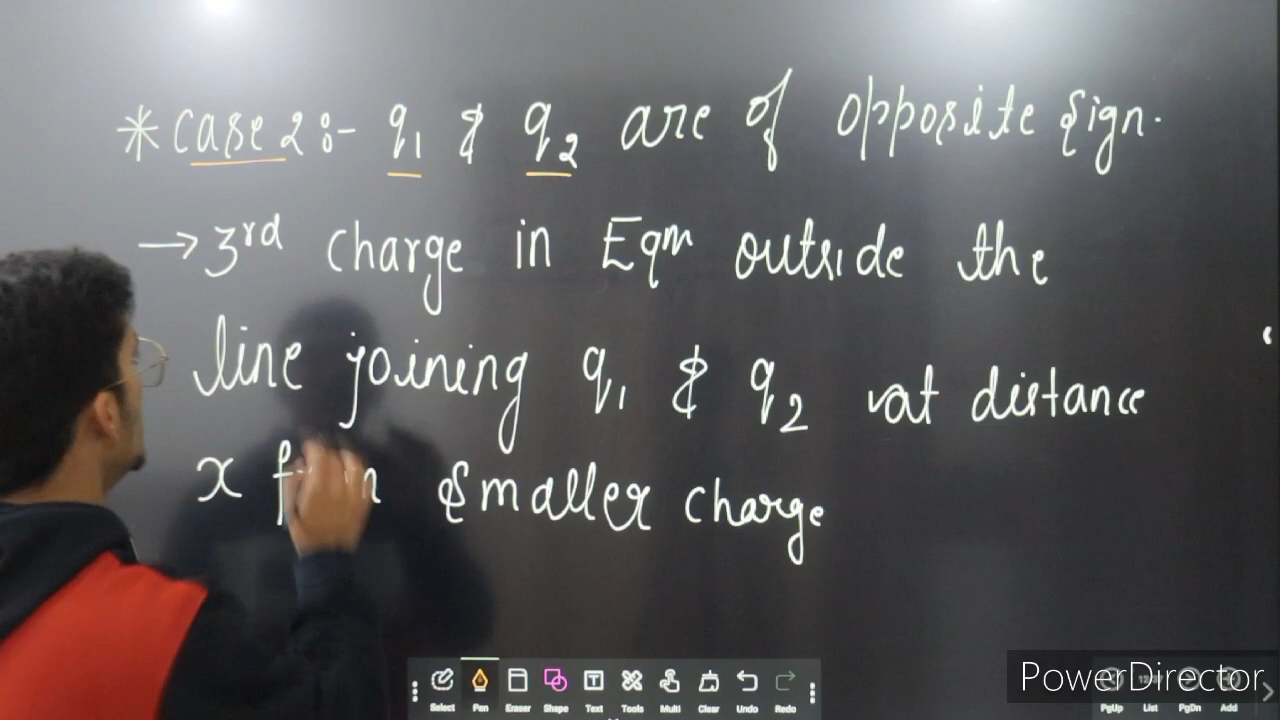 * Case 2 :- q1 & q2 are of opposite sign.
→ 3rd charge in Eqm outside the
line joining q1 & q2 at distance
x from smaller charge
Select Pen Eraser Shape Text Tools Multi Clear Undo Redo
PowerDirector
PgUp List PgDn Add